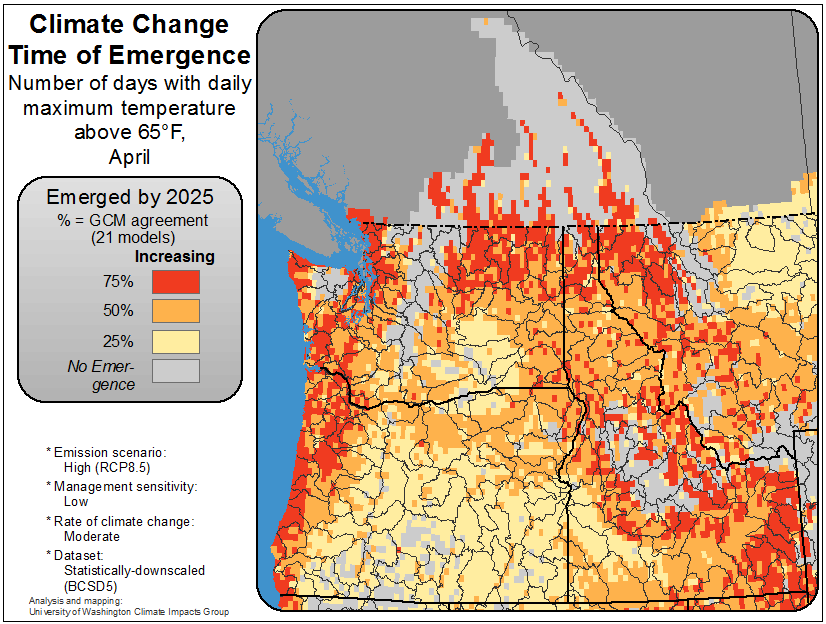 Climate Change
Time of Emergence
Number of days with daily
maximum temperature
above 65°F,
April
Emerged by 2025
% = GCM agreement
(21 models)
Increasing
75%
50%
25%
No Emer-
gence
* Emission scenario:
High (RCP8.5)
* Management sensitivity:
Low
* Rate of climate change:
Moderate
* Dataset:
Statistically-downscaled
(BCSD5)
Analysis and mapping:
University of Washington Climate Impacts Group